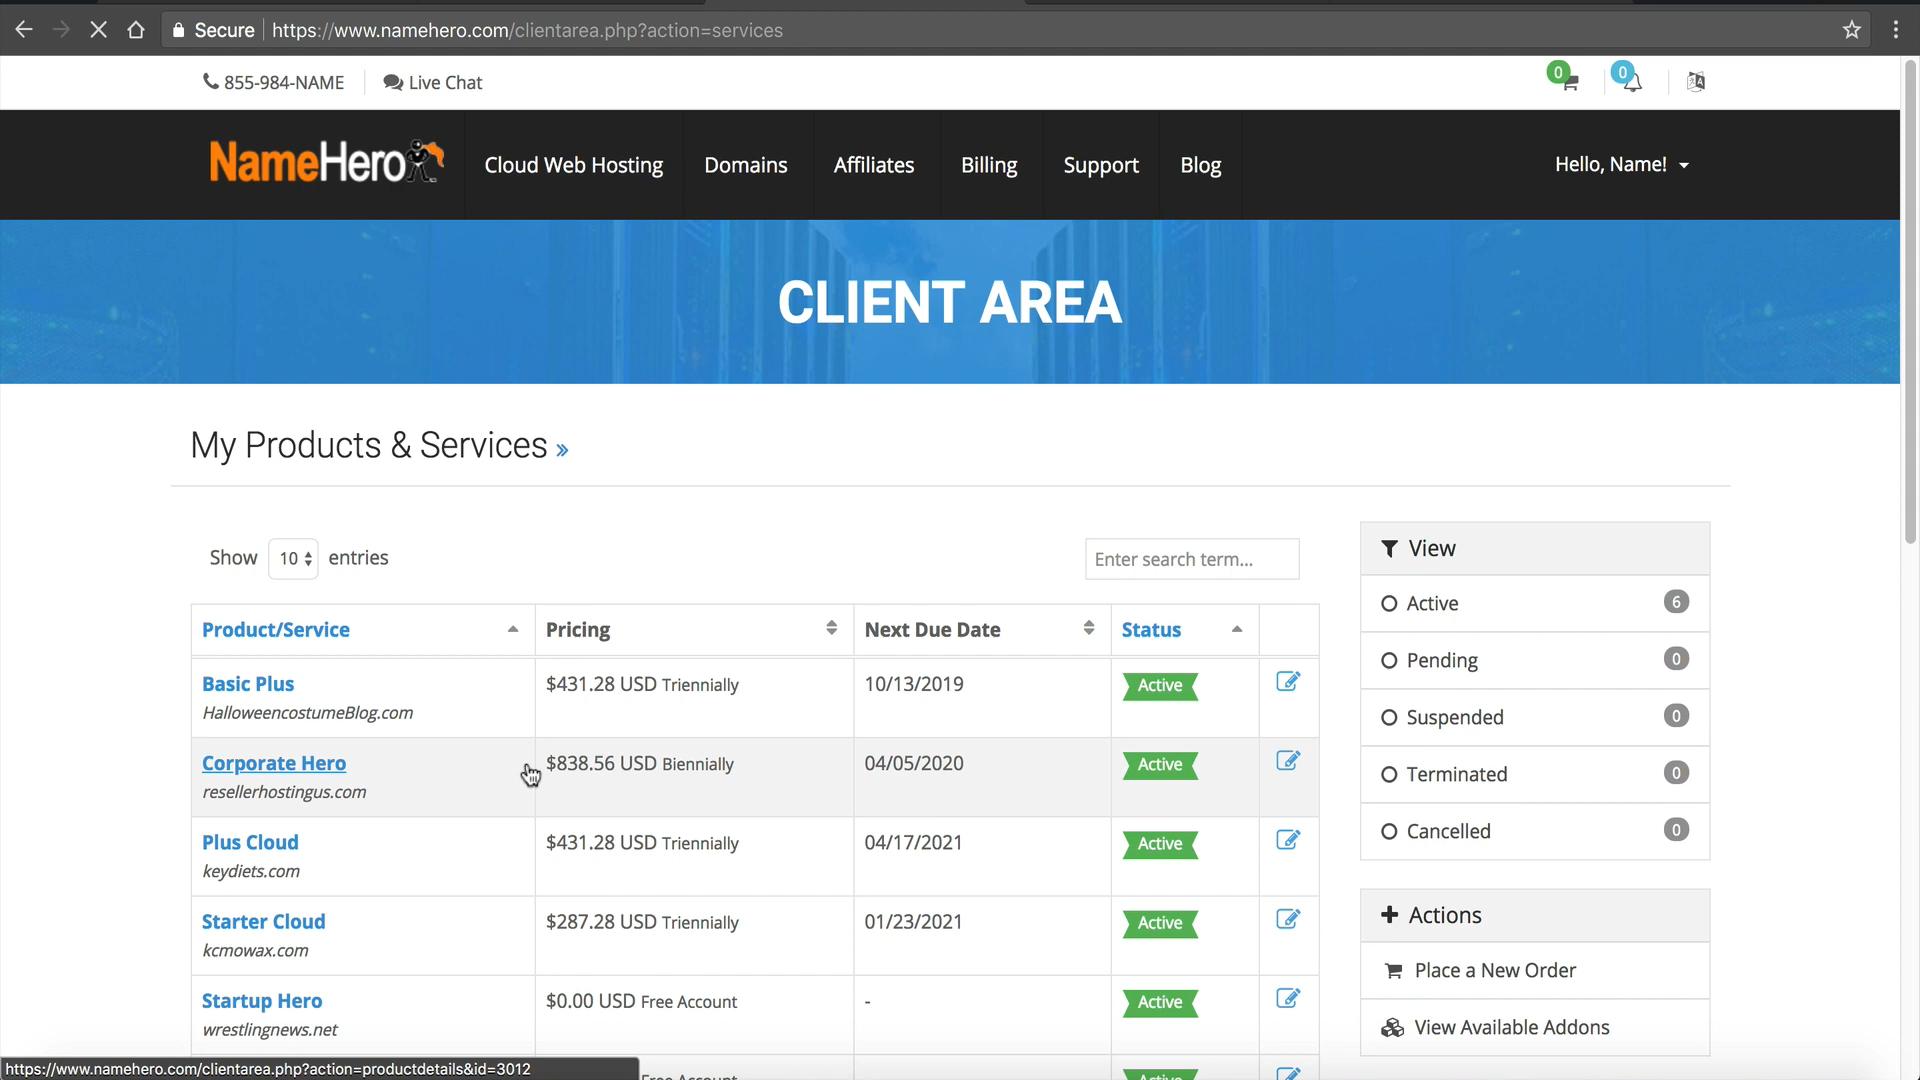 Secure https://www.namehero.com/clientarea.php?action=services
855-984-NAME Live Chat 0 0
NameHero Cloud Web Hosting Domains Affiliates Billing Support Blog Hello, Name!
CLIENT AREA
My Products & Services »
Show 10 entries Enter search term...
View
Active 6
Pending 0
Suspended 0
Terminated 0
Cancelled 0
Product/Service Pricing Next Due Date Status
Basic Plus $431.28 USD Triennially 10/13/2019 Active
HalloweencostumeBlog.com
Corporate Hero $838.56 USD Biennially 04/05/2020 Active
resellerhostingus.com
Plus Cloud $431.28 USD Triennially 04/17/2021 Active
keydiets.com
Starter Cloud $287.28 USD Triennially 01/23/2021 Active
kcmowax.com
Startup Hero $0.00 USD Free Account - Active
wrestlingnews.net
Free Account Active
Actions
Place a New Order
View Available Addons
https://www.namehero.com/clientarea.php?action=productdetails&id=3012